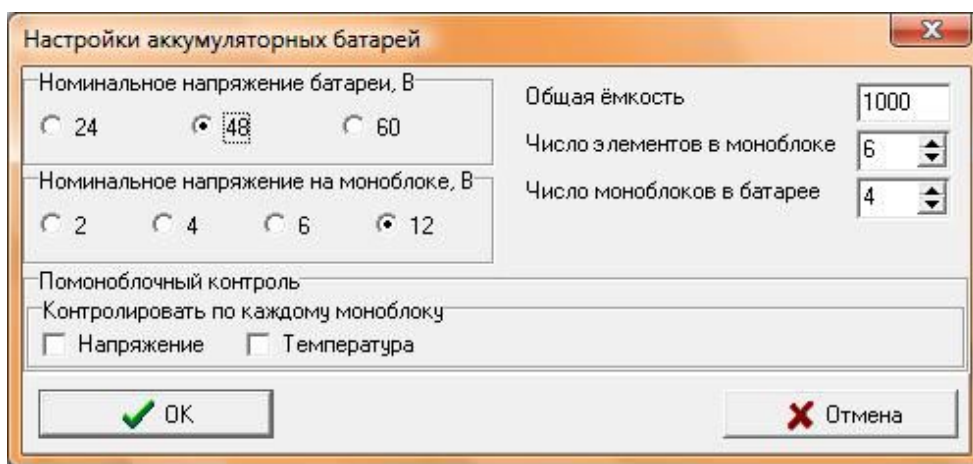 Настройки аккумуляторных батарей
Номинальное напряжение батареи, В
24 48 60
Номинальное напряжение на моноблоке, В
2 4 6 12
Общая ёмкость 1000
Число элементов в моноблоке 6
Число моноблоков в батарее 4
Помоноблочный контроль
Контролировать по каждому моноблоку
Напряжение Температура
OK Отмена